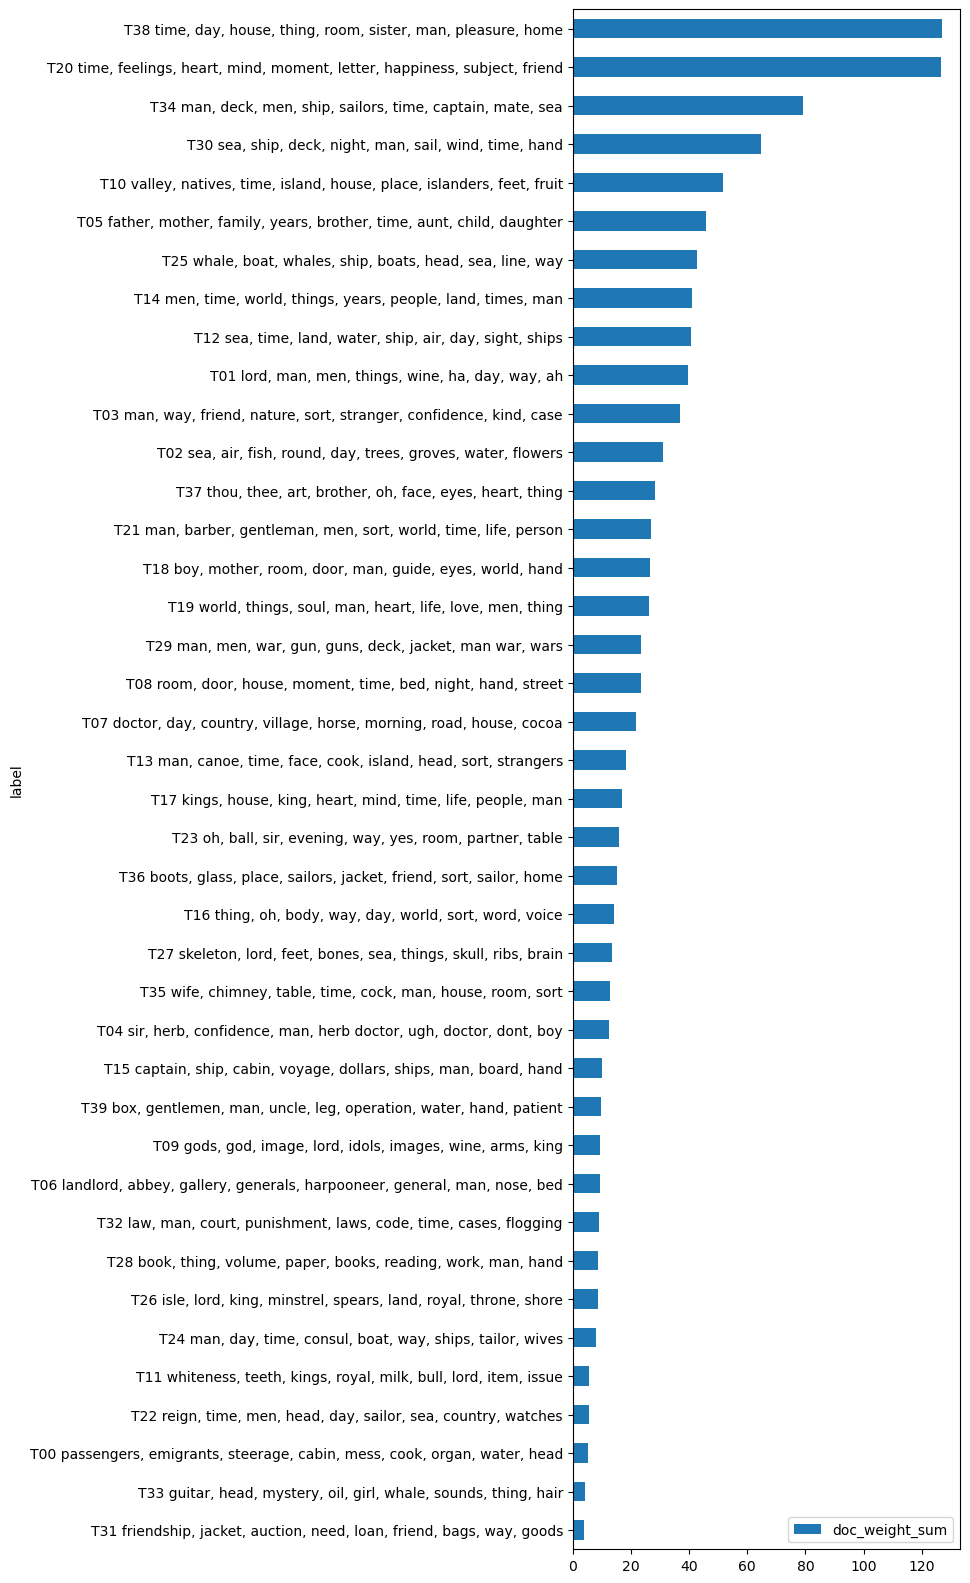 T38 time, day, house, thing, room, sister, man, pleasure, home
T20 time, feelings, heart, mind, moment, letter, happiness, subject, friend
T34 man, deck, men, ship, sailors, time, captain, mate, sea
T30 sea, ship, deck, night, man, sail, wind, time, hand
T10 valley, natives, time, island, house, place, islanders, feet, fruit
T05 father, mother, family, years, brother, time, aunt, child, daughter
T25 whale, boat, whales, ship, boats, head, sea, line, way
T14 men, time, world, things, years, people, land, times, man
T12 sea, time, land, water, ship, air, day, sight, ships
T01 lord, man, men, things, wine, ha, day, way, ah
T03 man, way, friend, nature, sort, stranger, confidence, kind, case
T02 sea, air, fish, round, day, trees, groves, water, flowers
T37 thou, thee, art, brother, oh, face, eyes, heart, thing
T21 man, barber, gentleman, men, sort, world, time, life, person
T18 boy, mother, room, door, man, guide, eyes, world, hand
T19 world, things, soul, man, heart, life, love, men, thing
T29 man, men, war, gun, guns, deck, jacket, man war, wars
T08 room, door, house, moment, time, bed, night, hand, street
T07 doctor, day, country, village, horse, morning, road, house, cocoa
T13 man, canoe, time, face, cook, island, head, sort, strangers
label
T17 kings, house, king, heart, mind, time, life, people, man
T23 oh, ball, sir, evening, way, yes, room, partner, table
T36 boots, glass, place, sailors, jacket, friend, sort, sailor, home
T16 thing, oh, body, way, day, world, sort, word, voice
T27 skeleton, lord, feet, bones, sea, things, skull, ribs, brain
T35 wife, chimney, table, time, cock, man, house, room, sort
T04 sir, herb, confidence, man, herb doctor, ugh, doctor, dont, boy
T15 captain, ship, cabin, voyage, dollars, ships, man, board, hand
T39 box, gentlemen, man, uncle, leg, operation, water, hand, patient
T09 gods, god, image, lord, idols, images, wine, arms, king
T06 landlord, abbey, gallery, generals, harpooneer, general, man, nose, bed
T32 law, man, court, punishment, laws, code, time, cases, flogging
T28 book, thing, volume, paper, books, reading, work, man, hand
T26 isle, lord, king, minstrel, spears, land, royal, throne, shore
T24 man, day, time, consul, boat, way, ships, tailor, wives
T11 whiteness, teeth, kings, royal, milk, bull, lord, item, issue
T22 reign, time, men, head, day, sailor, sea, country, watches
T00 passengers, emigrants, steerage, cabin, mess, cook, organ, water, head
T33 guitar, head, mystery, oil, girl, whale, sounds, thing, hair
T31 friendship, jacket, auction, need, loan, friend, bags, way, goods
doc_weight_sum
0 20 40 60 80 100 120